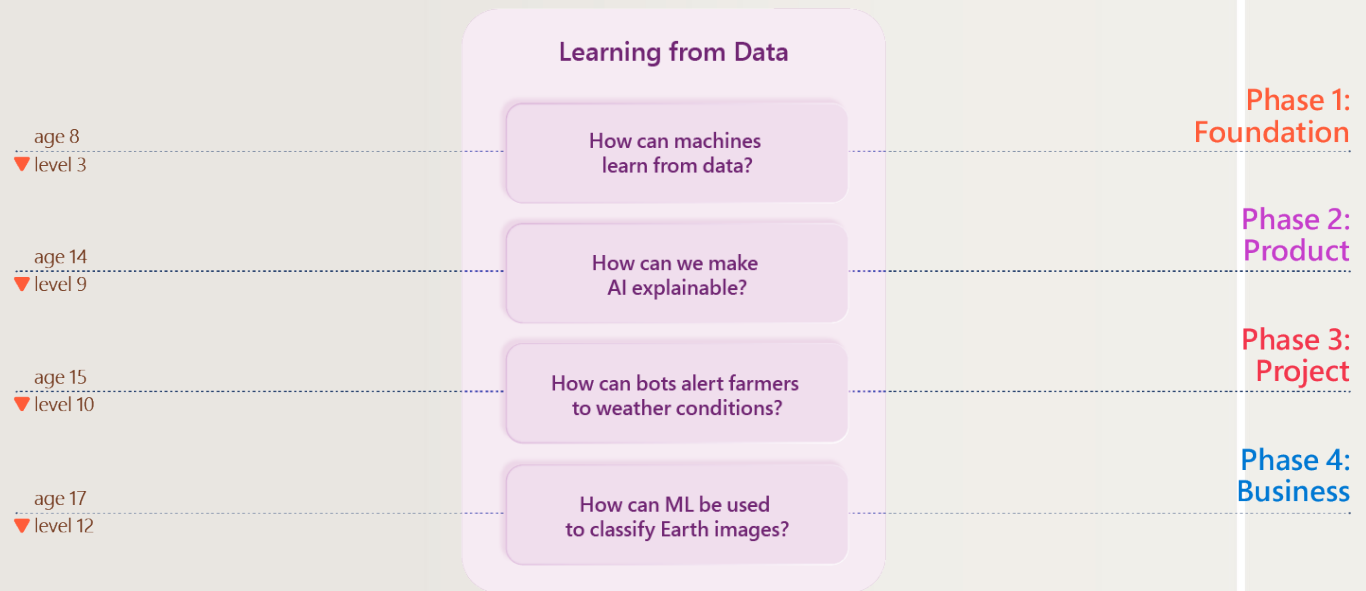 Learning from Data
age 8
level 3
How can machines
learn from data?
Phase 1:
Foundation
age 14
level 9
How can we make
AI explainable?
Phase 2:
Product
age 15
level 10
How can bots alert farmers
to weather conditions?
Phase 3:
Project
age 17
level 12
How can ML be used
to classify Earth images?
Phase 4:
Business